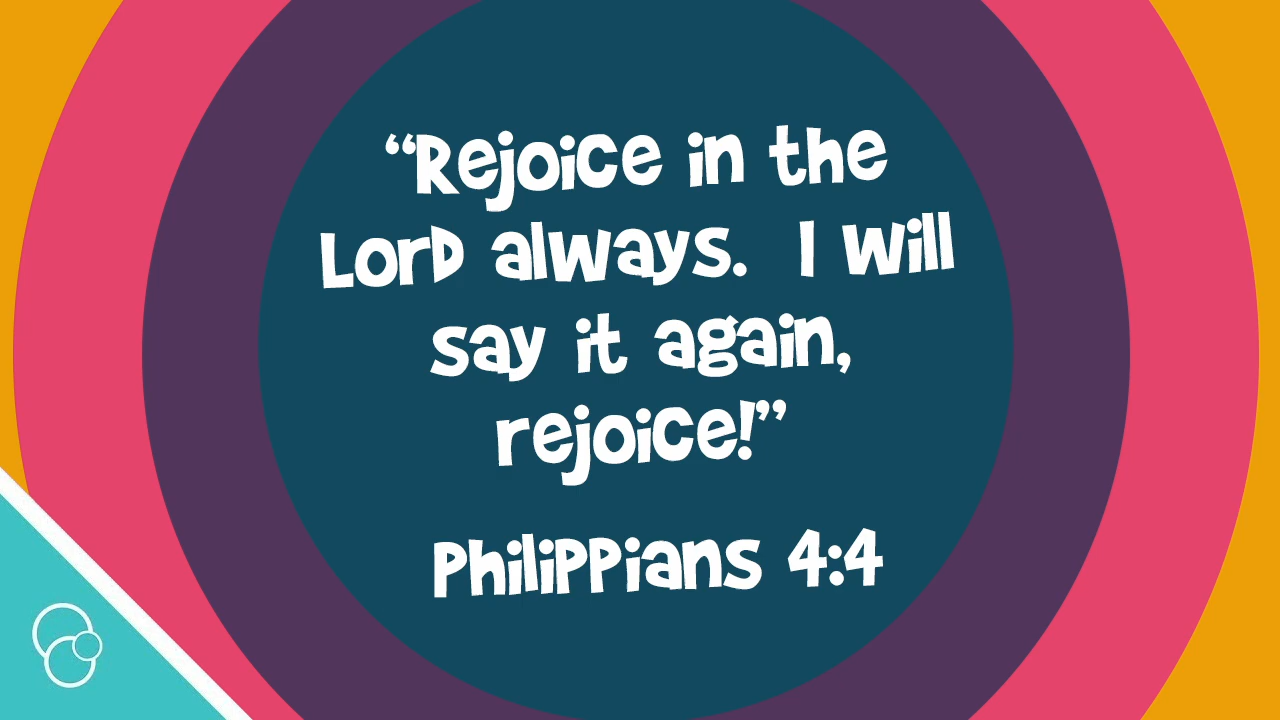 “Rejoice in the
Lord always.  I will
say it again,
rejoice!”
Philippians 4:4